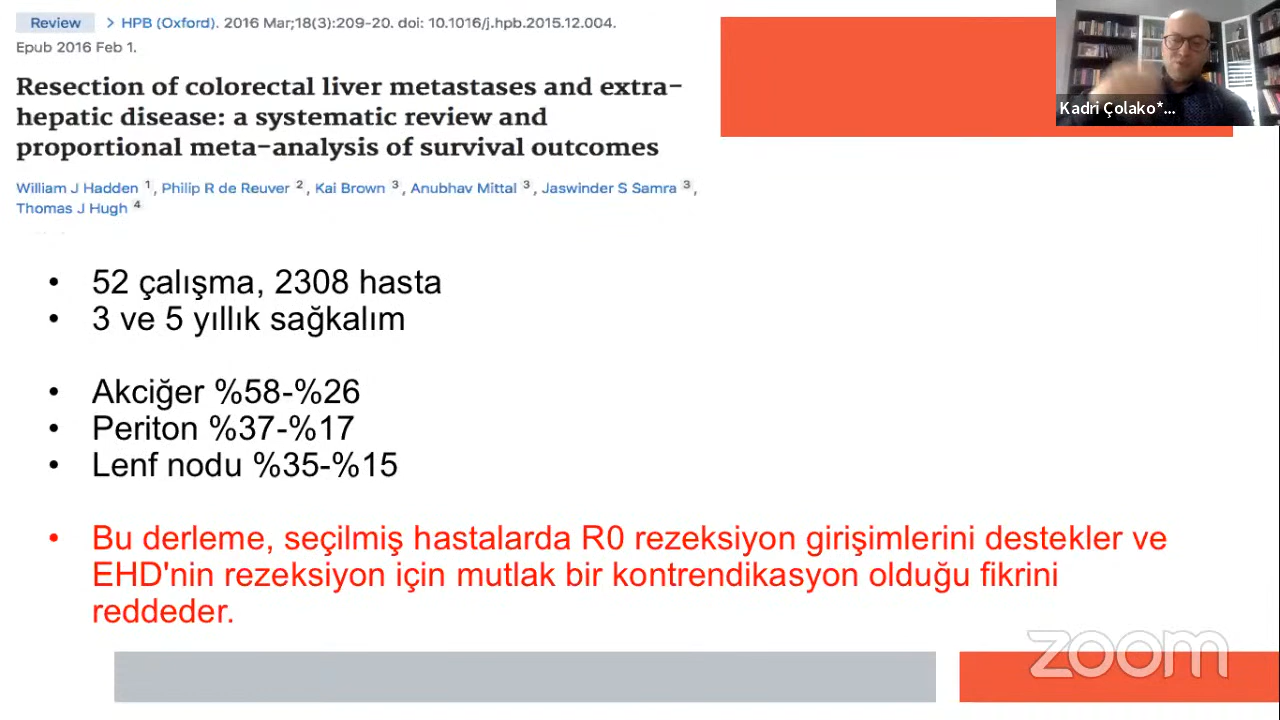 Review > HPB (Oxford). 2016 Mar;18(3):209-20. doi: 10.1016/j.hpb.2015.12.004.
Epub 2016 Feb 1.
Resection of colorectal liver metastases and extra-
hepatic disease: a systematic review and
proportional meta-analysis of survival outcomes
William J Hadden 1, Philip R de Reuver 2, Kai Brown 3, Anubhav Mittal 3, Jaswinder S Samra 3,
Thomas J Hugh 4
Kadri Çolako*...
• 52 çalışma, 2308 hasta
• 3 ve 5 yıllık sağkalım
• Akciğer %58-%26
• Periton %37-%17
• Lenf nodu %35-%15
• Bu derleme, seçilmiş hastalarda R0 rezeksiyon girişimlerini destekler ve
EHD'nin rezeksiyon için mutlak bir kontrendikasyon olduğu fikrini
reddeder.
zoom